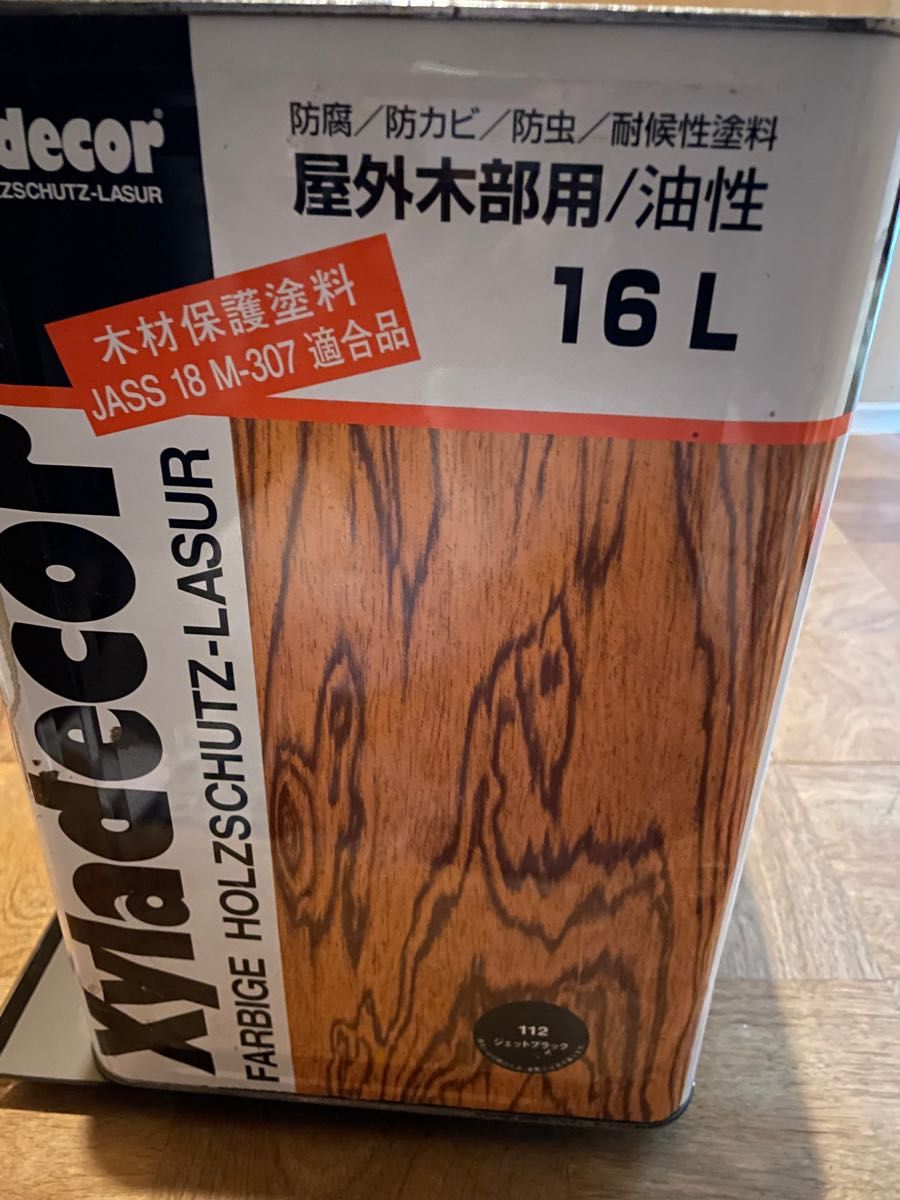 decor
ZSCHUTZ-LASUR
防腐/防カビ/防虫/耐候性塗料
屋外木部用/油性
16L
木材保護塗料
JASS 18 M-307 適合品
xyladecor
FARBIGE HOLZSCHUTZ-LASUR
112
ジェットブラック